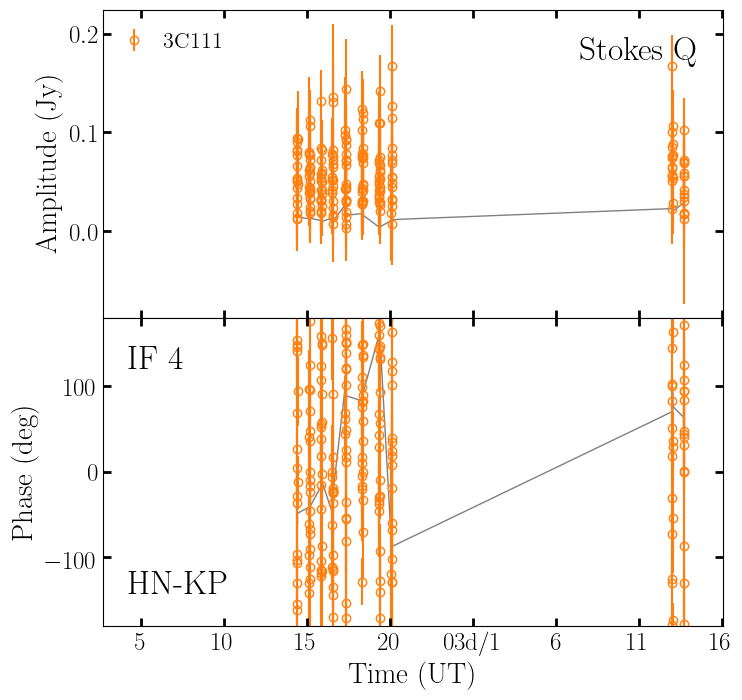 0.2
3C111
Stokes Q
0.1
Amplitude (Jy)
0.0
IF 4
100
Phase (deg)
0
−100
HN-KP
5 10 15 20 03d/1 6 11 16
Time (UT)